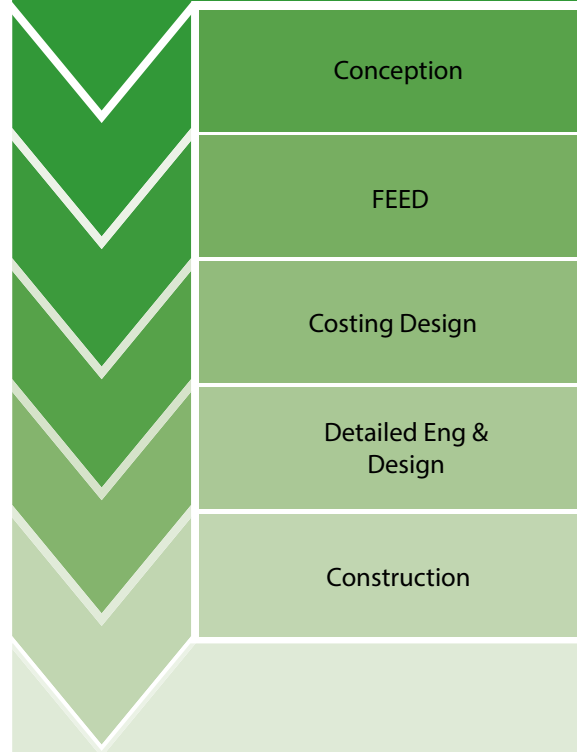 Conception
FEED
Costing Design
Detailed Eng &
Design
Construction